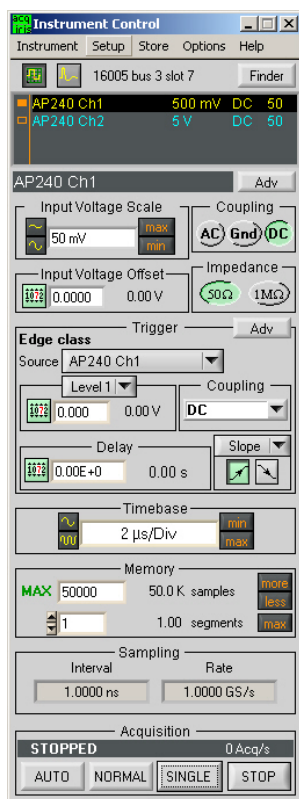 acq
iris
Instrument Control
Instrument Setup Store Options Help
16005 bus 3 slot 7 Finder
AP240 Ch1 500 mV DC 50
AP240 Ch2 5 V DC 50
AP240 Ch1 Adv
Input Voltage Scale Coupling
50 mV max min AC Gnd DC
Input Voltage Offset Impedance
0.0000 0.00 V 50Ω 1MΩ
Trigger Adv
Edge class
Source AP240 Ch1
Level 1 Coupling
0.000 0.00 V DC
Delay Slope
0.00E+0 0.00 s
Timebase
2 µs/Div min max
Memory
MAX 50000 50.0 K samples more less
1 1.00 segments max
Sampling
Interval Rate
1.0000 ns 1.0000 GS/s
Acquisition
STOPPED 0 Acq/s
AUTO NORMAL SINGLE STOP